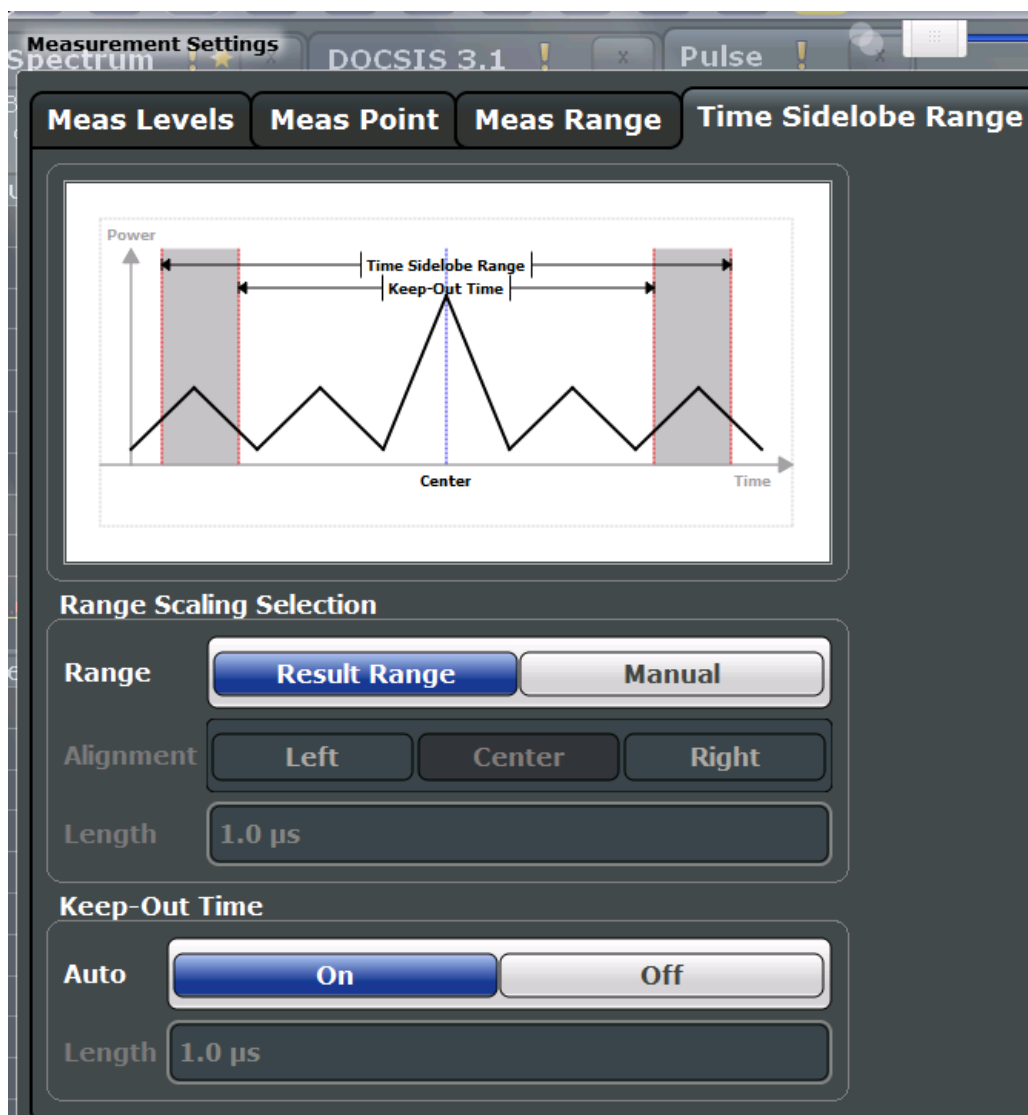 Measurement Settings
Spectrum ! x DOCSIS 3.1 ! x Pulse ! x
Meas Levels Meas Point Meas Range Time Sidelobe Range
Power
Time Sidelobe Range
Keep-Out Time
Center
Time
Range Scaling Selection
Range Result Range Manual
Alignment Left Center Right
Length 1.0 µs
Keep-Out Time
Auto On Off
Length 1.0 µs